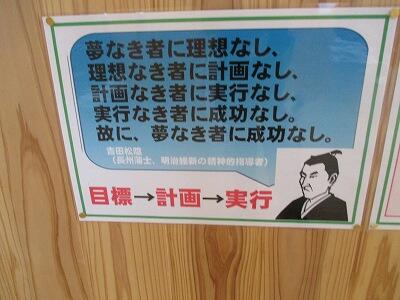 夢なき者に理想なし、
理想なき者に計画なし、
計画なき者に実行なし、
実行なき者に成功なし。
故に、夢なき者に成功なし。
吉田松陰
（長州藩士、明治維新の精神的指導者）
目標→計画→実行